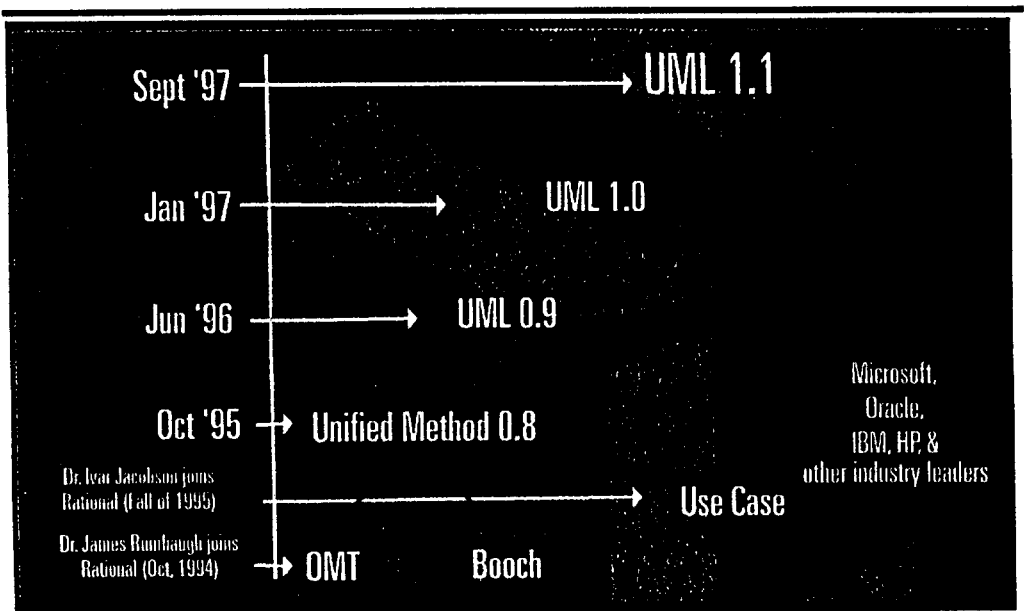 Sept '97
UML 1.1
Jan '97
UML 1.0
Jun '96
UML 0.9
Oct '95
Unified Method 0.8
Microsoft,
Oracle,
IBM, HP, &
other industry leaders
Dr. Ivar Jacobson joins
Rational (Fall of 1995)
Use Case
Dr. James Rumbaugh joins
Rational (Oct, 1994)
OMT
Booch